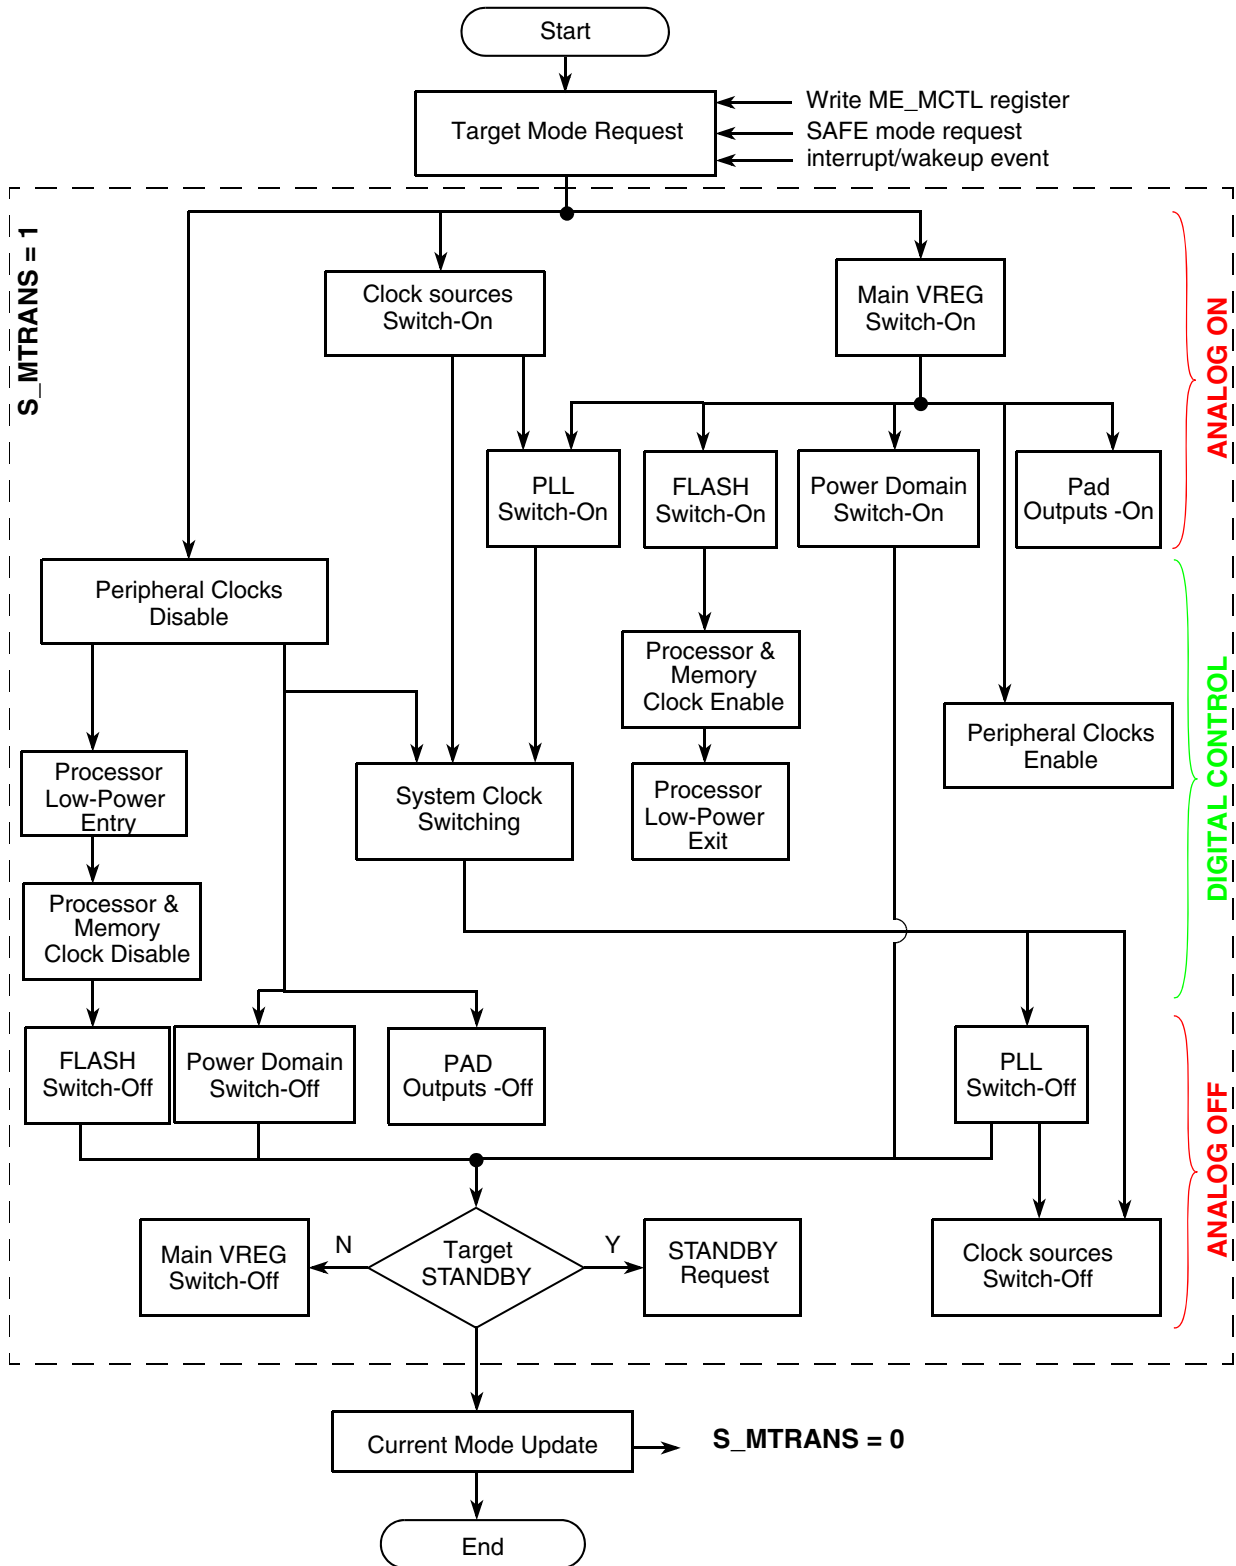 Start
Target Mode Request
Write ME_MCTL register
SAFE mode request
interrupt/wakeup event
S_MTRANS = 1
Clock sources
Switch-On
Main VREG
Switch-On
ANALOG ON
PLL
Switch-On
FLASH
Switch-On
Power Domain
Switch-On
Pad
Outputs -On
Peripheral Clocks
Disable
Processor &
Memory
Clock Enable
Peripheral Clocks
Enable
DIGITAL CONTROL
Processor
Low-Power
Entry
System Clock
Switching
Processor
Low-Power
Exit
Processor &
Memory
Clock Disable
FLASH
Switch-Off
Power Domain
Switch-Off
PAD
Outputs -Off
PLL
Switch-Off
ANALOG OFF
Main VREG
Switch-Off
N
Target
STANDBY
Y
STANDBY
Request
Clock sources
Switch-Off
Current Mode Update
S_MTRANS = 0
End